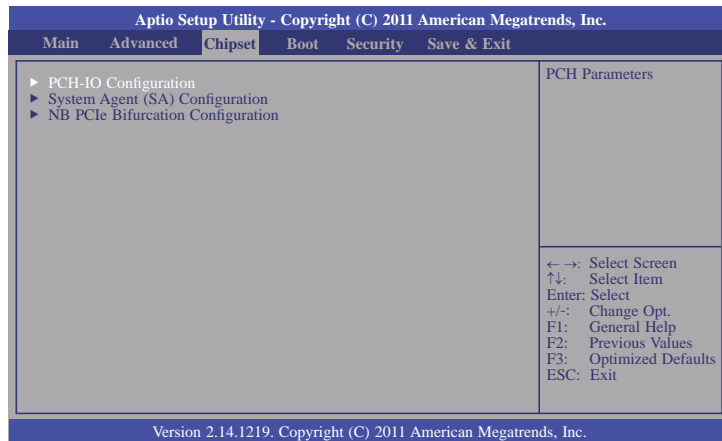 Aptio Setup Utility - Copyright (C) 2011 American Megatrends, Inc.
Main Advanced Chipset Boot Security Save & Exit
► PCH-IO Configuration
► System Agent (SA) Configuration
► NB PCIe Bifurcation Configuration
PCH Parameters
← →: Select Screen
↑↓: Select Item
Enter: Select
+/-: Change Opt.
F1: General Help
F2: Previous Values
F3: Optimized Defaults
ESC: Exit
Version 2.14.1219. Copyright (C) 2011 American Megatrends, Inc.